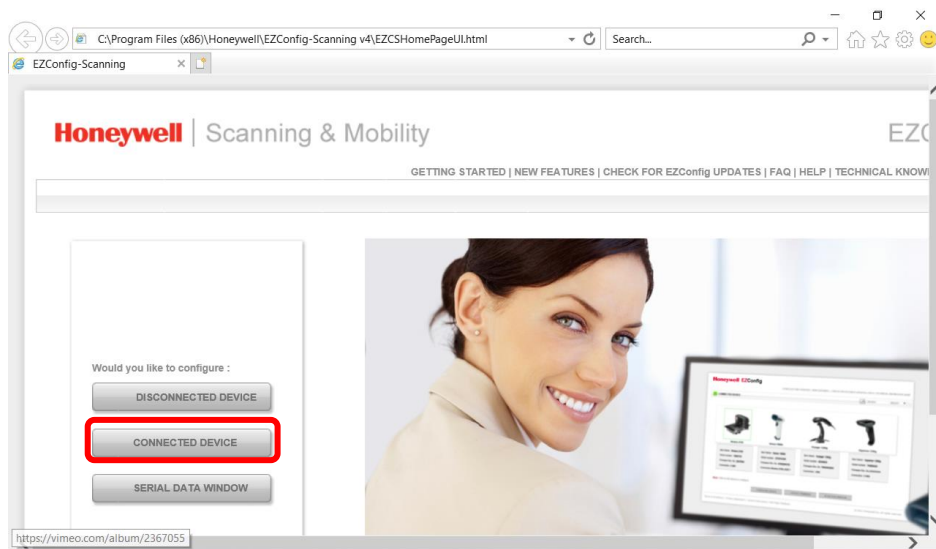 C:\Program Files (x86)\Honeywell\EZConfig-Scanning v4\EZCSHomePageUI.html
Search...
EZConfig-Scanning
Honeywell | Scanning & Mobility
GETTING STARTED | NEW FEATURES | CHECK FOR EZConfig UPDATES | FAQ | HELP | TECHNICAL KNOW
Would you like to configure :
DISCONNECTED DEVICE
CONNECTED DEVICE
SERIAL DATA WINDOW
Honeywell EZConfig
https://vimeo.com/album/2367055